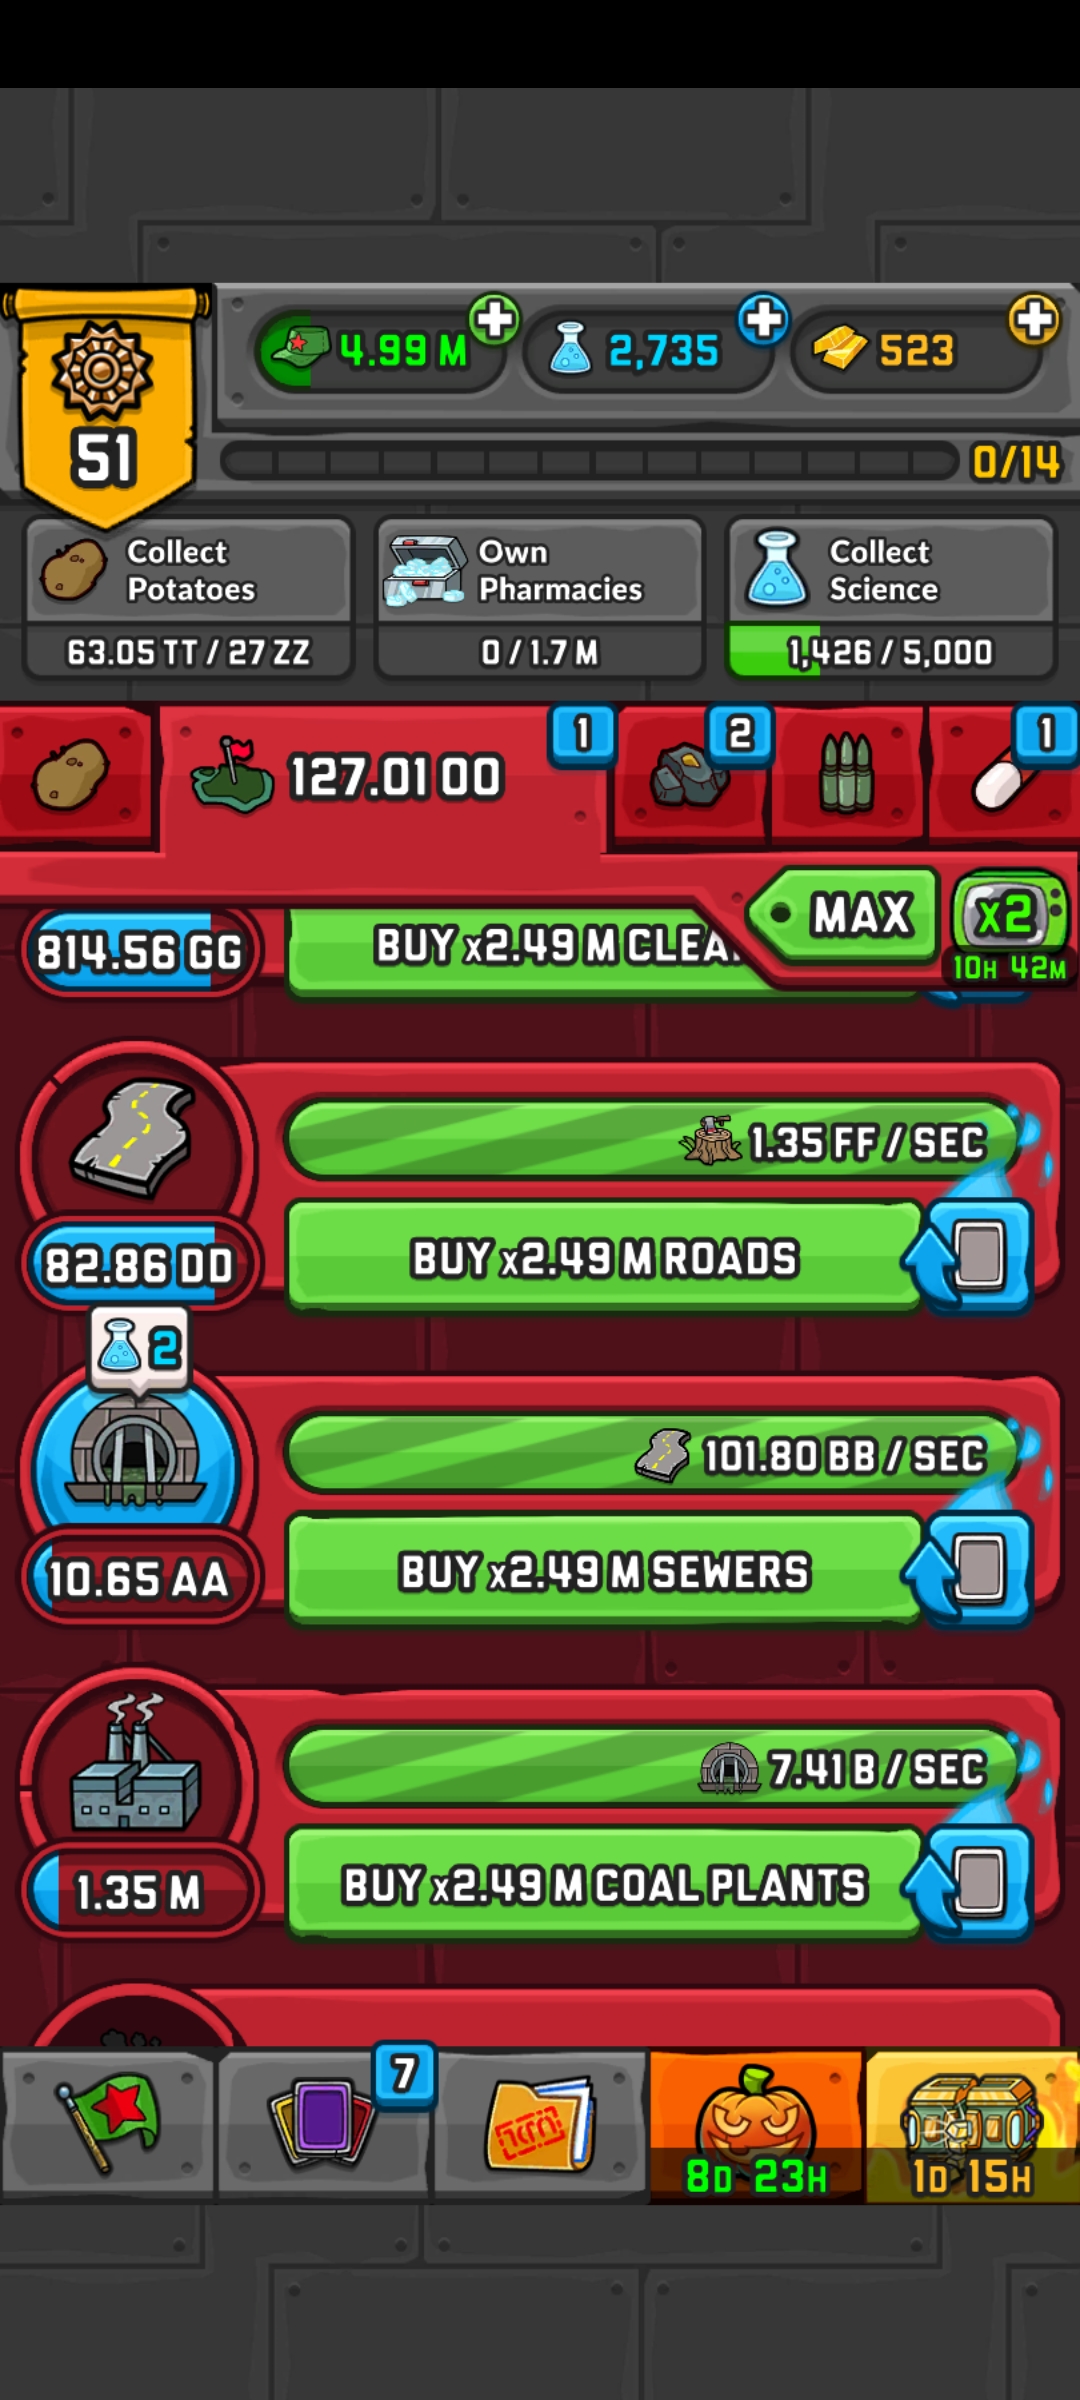 4.99 M
2,735
523
51
0/14
Collect
Potatoes
63.05 TT / 27 ZZ
Own
Pharmacies
0 / 1.7 M
Collect
Science
1,426 / 5,000
127.01 OO
1
2
1
MAX
x2
10H 42M
814.56 GG
BUY x2.49 M CLEA
1.35 FF / SEC
82.86 DD
BUY x2.49 M ROADS
2
101.80 BB / SEC
10.65 AA
BUY x2.49 M SEWERS
7.41 B / SEC
1.35 M
BUY x2.49 M COAL PLANTS
7
8D 23H
1D 15H